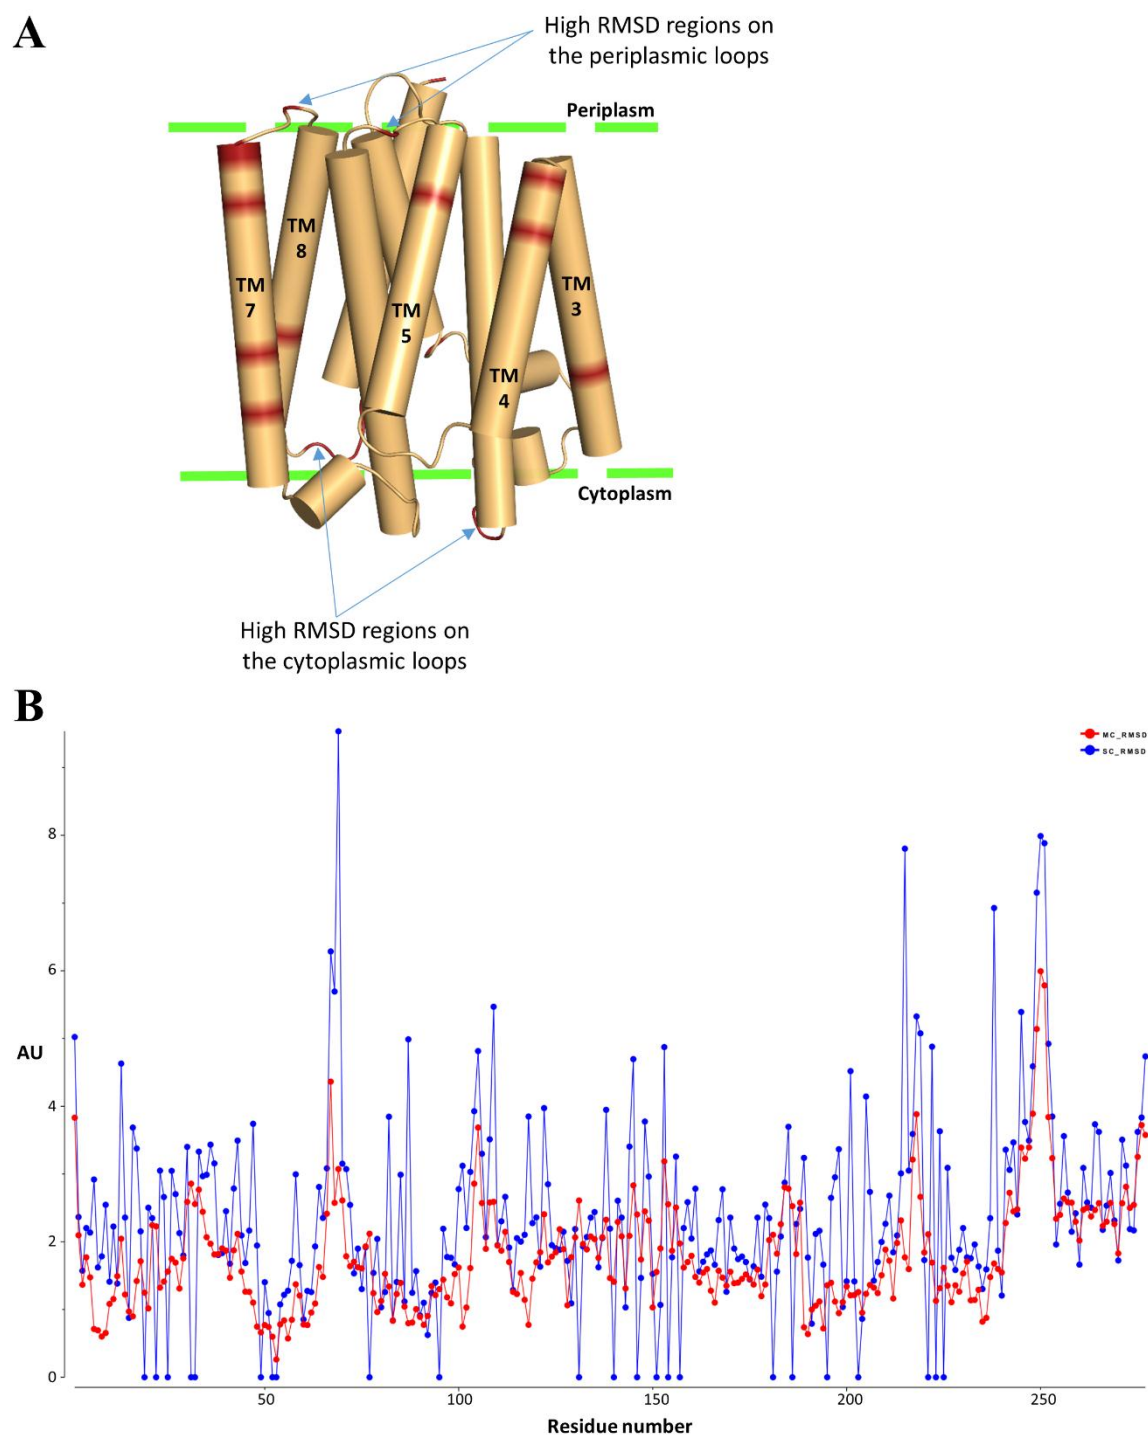 A
High RMSD regions on
the periplasmic loops
Periplasm
TM
8
TM
7
TM
3
TM
5
TM
4
Cytoplasm
High RMSD regions on
the cytoplasmic loops
B
MC_RMSD
SC_RMSD
8
6
AU
4
2
0
50
100
150
200
250
Residue number